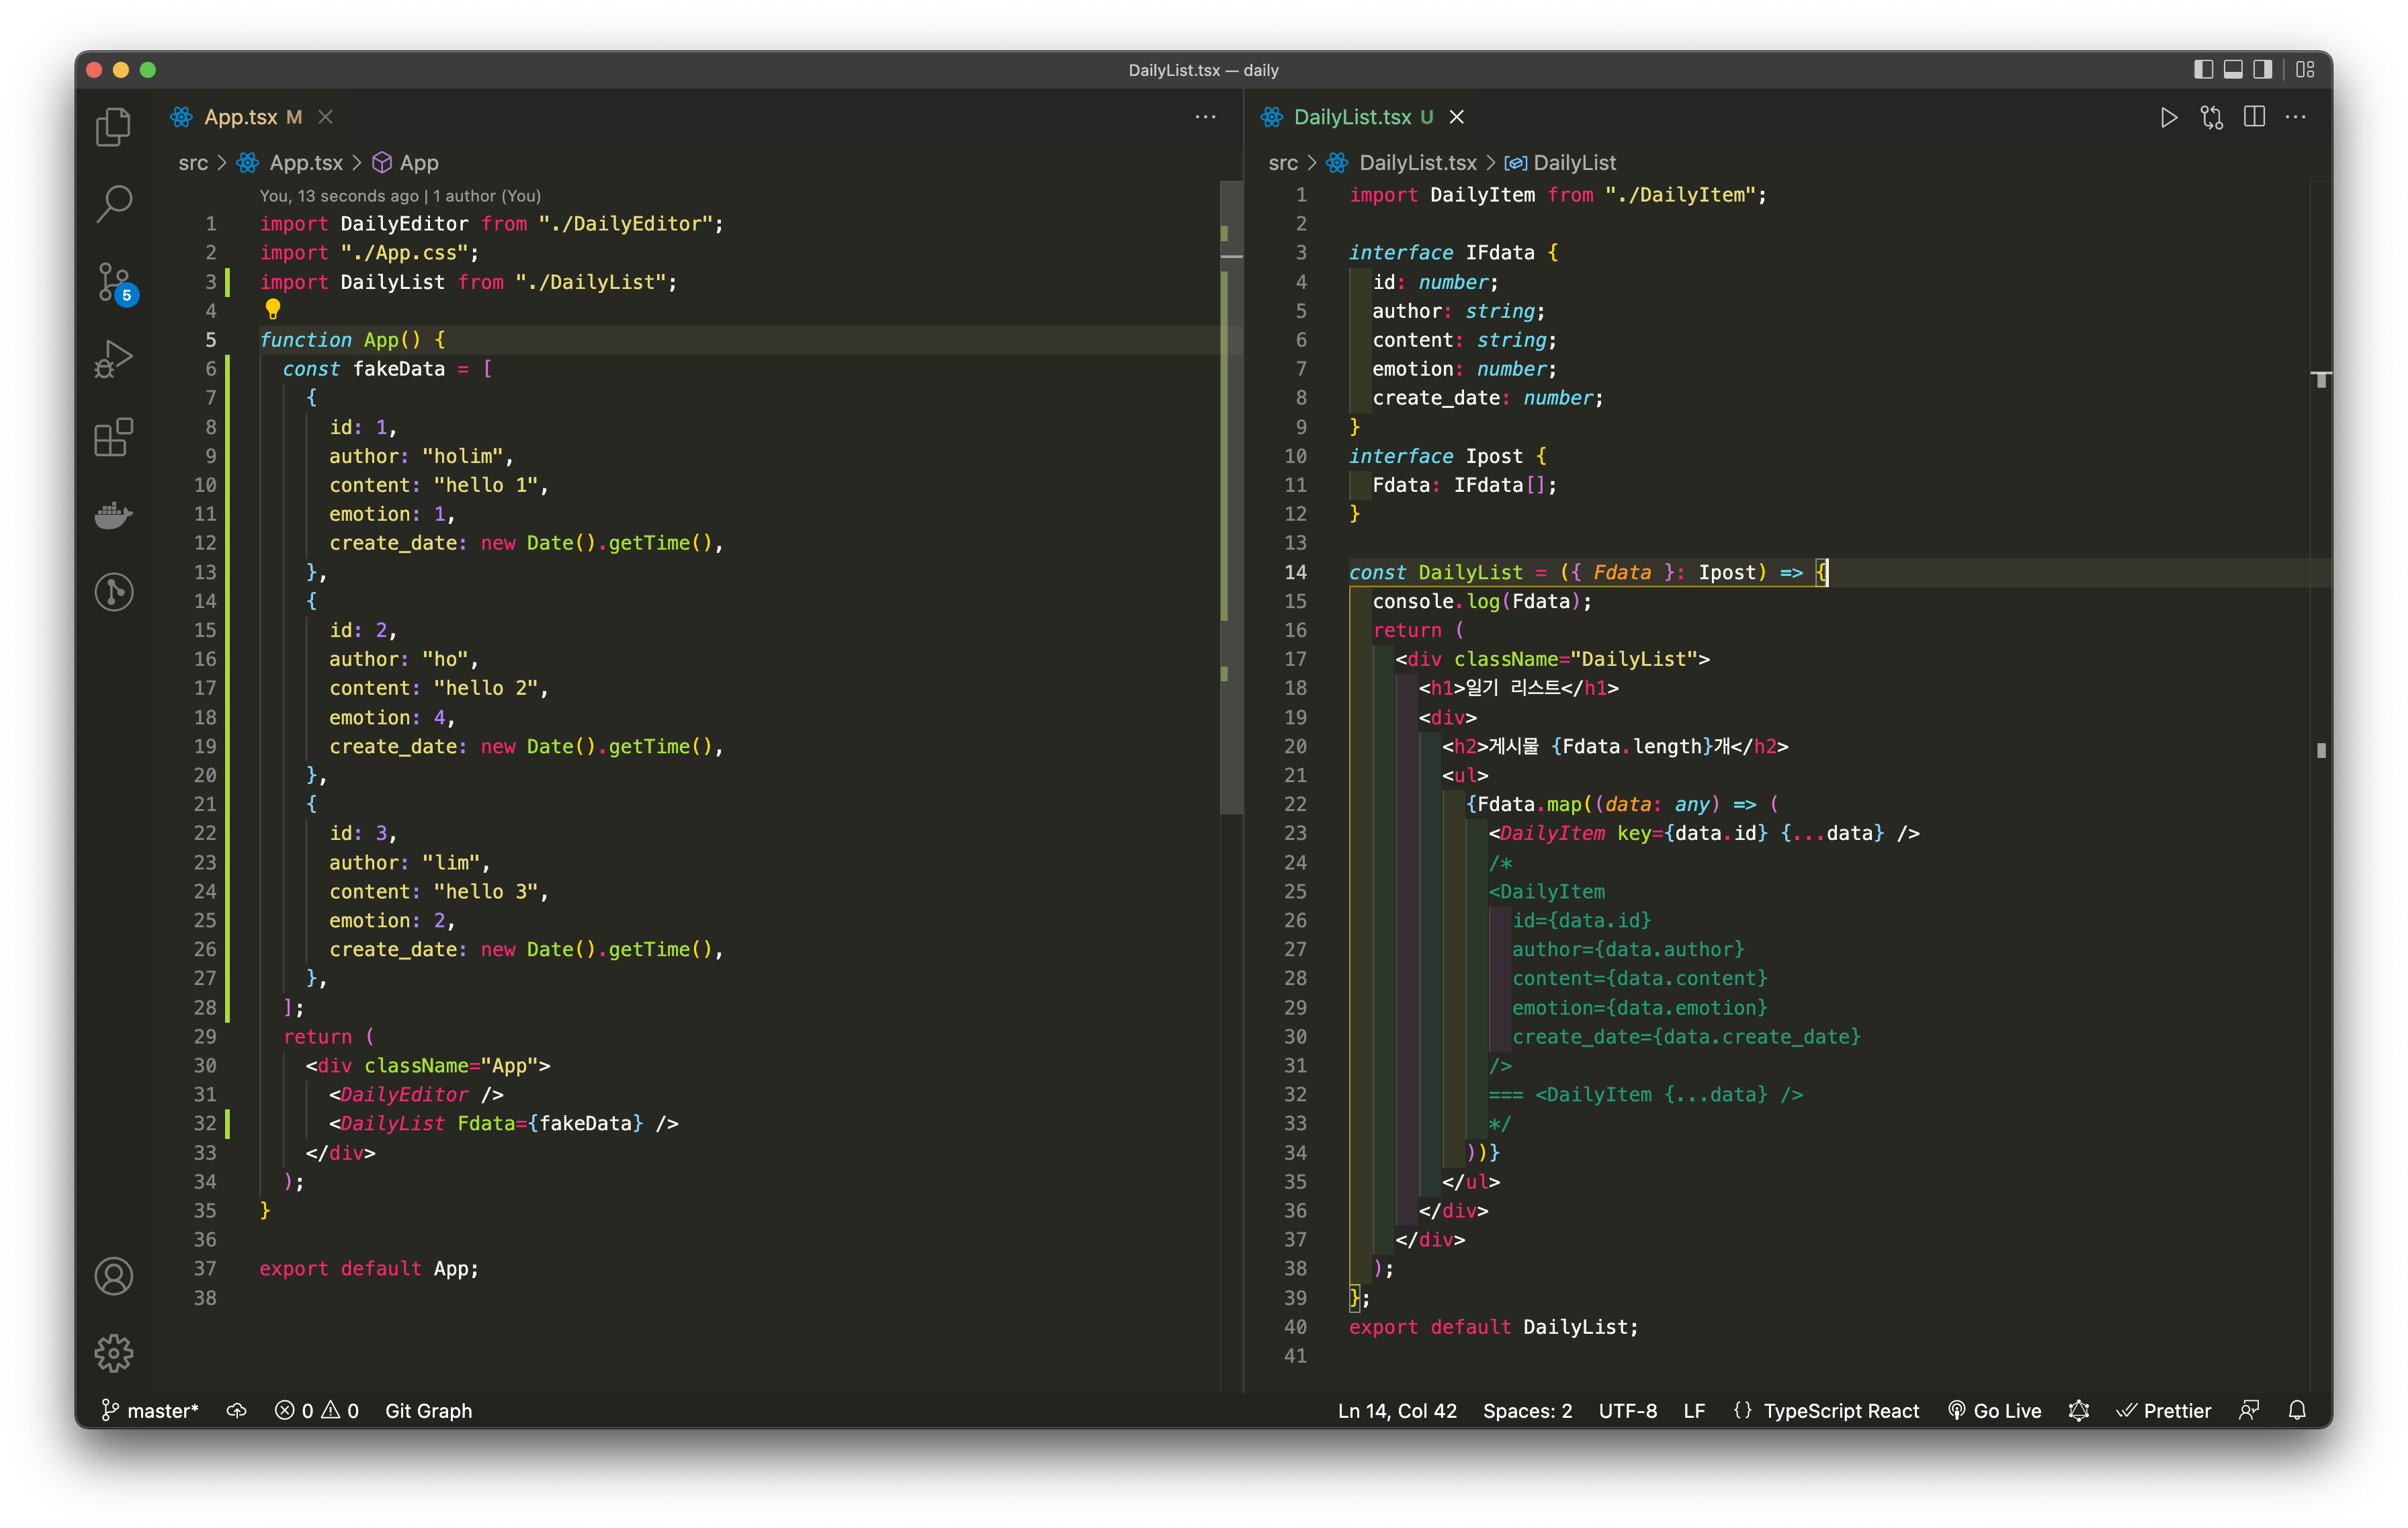 DailyList.tsx — daily
App.tsx M
src > App.tsx > App
You, 13 seconds ago | 1 author (You)
1 import DailyEditor from "./DailyEditor";
2 import "./App.css";
3 import DailyList from "./DailyList";
4
5 function App() {
6 const fakeData = [
7 {
8 id: 1,
9 author: "holim",
10 content: "hello 1",
11 emotion: 1,
12 create_date: new Date().getTime(),
13 },
14 {
15 id: 2,
16 author: "ho",
17 content: "hello 2",
18 emotion: 4,
19 create_date: new Date().getTime(),
20 },
21 {
22 id: 3,
23 author: "lim",
24 content: "hello 3",
25 emotion: 2,
26 create_date: new Date().getTime(),
27 },
28 ];
29 return (
30 <div className="App">
31 <DailyEditor />
32 <DailyList Fdata={fakeData} />
33 </div>
34 );
35 }
36
37 export default App;
38
DailyList.tsx U
src > DailyList.tsx > DailyList
1 import DailyItem from "./DailyItem";
2
3 interface IFdata {
4 id: number;
5 author: string;
6 content: string;
7 emotion: number;
8 create_date: number;
9 }
10 interface Ipost {
11 Fdata: IFdata[];
12 }
13
14 const DailyList = ({ Fdata }: Ipost) => {
15 console.log(Fdata);
16 return (
17 <div className="DailyList">
18 <h1>일기 리스트</h1>
19 <div>
20 <h2>게시물 {Fdata.length}개</h2>
21 <ul>
22 {Fdata.map((data: any) => (
23 <DailyItem key={data.id} {...data} />
24 /*
25 <DailyItem
26 id={data.id}
27 author={data.author}
28 content={data.content}
29 emotion={data.emotion}
30 create_date={data.create_date}
31 />
32 === <DailyItem {...data} />
33 */
34 ))}
35 </ul>
36 </div>
37 </div>
38 );
39 };
40 export default DailyList;
41
5
master* 0 0 Git Graph Ln 14, Col 42 Spaces: 2 UTF-8 LF {} TypeScript React Go Live Prettier